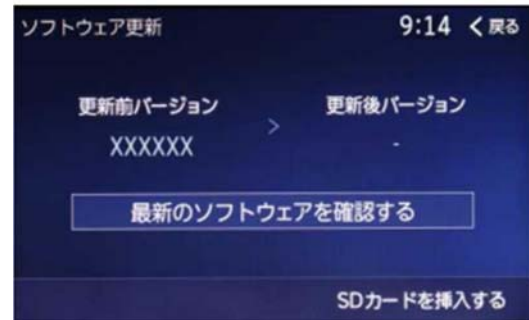 ソフトウェア更新 9:14 く戻る
更新前バージョン > 更新後バージョン
XXXXXX -
最新のソフトウェアを確認する
SDカードを挿入する